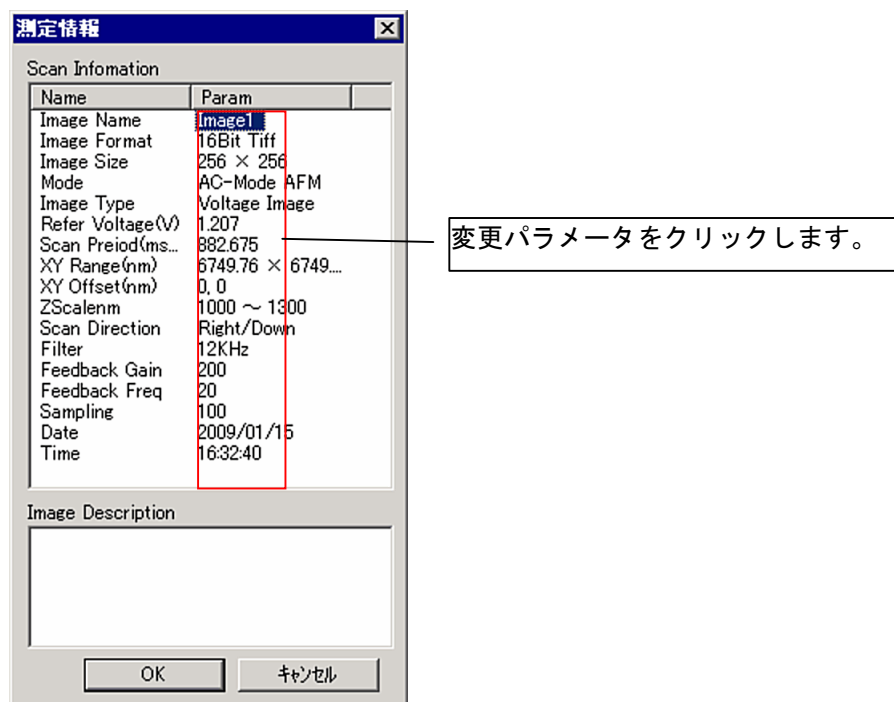 測定情報
Scan Infomation
Name Param
Image Name Image1
Image Format 16Bit Tiff
Image Size 256 × 256
Mode AC-Mode AFM
Image Type Voltage Image
Refer Voltage(V) 1.207
Scan Preiod(ms... 882.675
XY Range(nm) 6749.76 × 6749....
XY Offset(nm) 0, 0
ZScalenm 1000 ～ 1300
Scan Direction Right/Down
Filter 12KHz
Feedback Gain 200
Feedback Freq 20
Sampling 100
Date 2009/01/15
Time 16:32:40
変更パラメータをクリックします。
Image Description
OK キャンセル